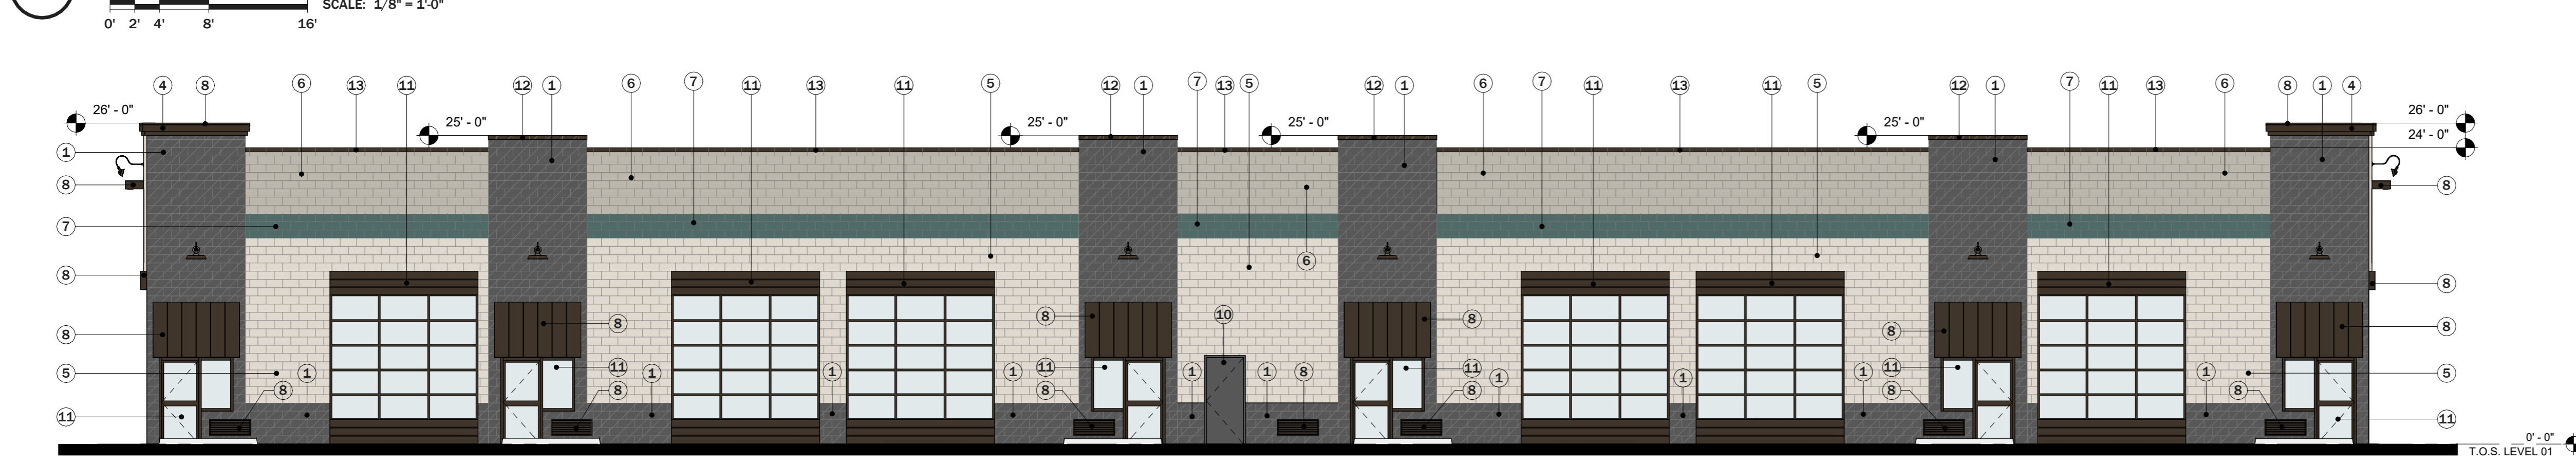 SCALE: 1/8" = 1'-0"
0' 2' 4' 8' 16'
4 8 6 13 11 12 1 6 7 11 13 11 5 12 1 7 13 5 12 1 6 7 11 13 11 5 12 1 7 11 13 6 8 1 4
26' - 0" 25' - 0" 25' - 0" 25' - 0" 25' - 0" 26' - 0"
24' - 0"
1
8 8
7
6
8 8
8 8 8 10 8 8 8
5 1 8 11 1 8 1 1 11 8 1 1 8 11 8 1 1 1 11 8 1 8 5
11 11
0' - 0"
T.O.S. LEVEL 01